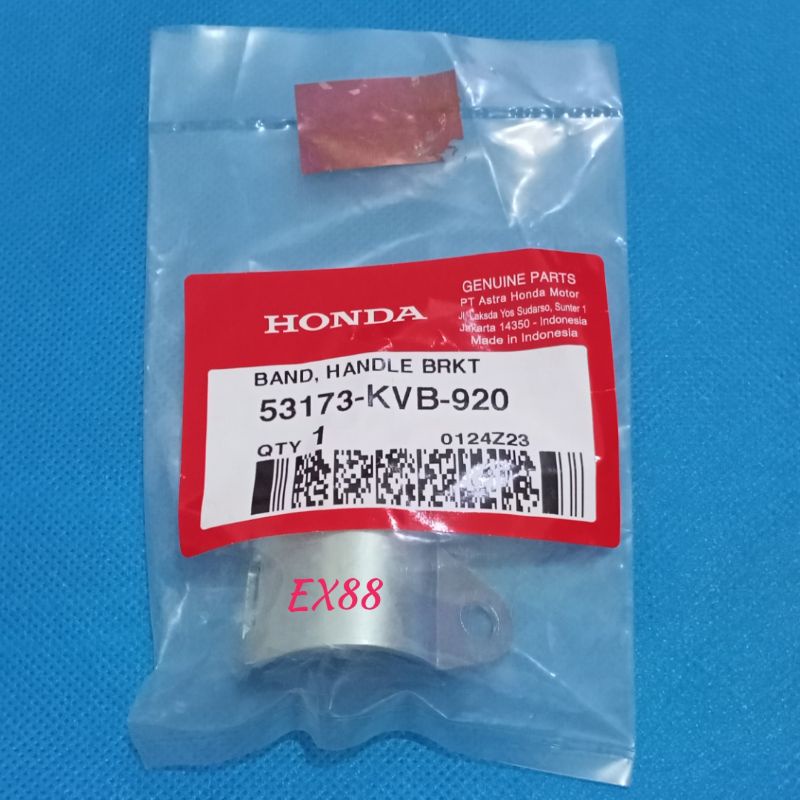 HONDA
GENUINE PARTS
PT Astra Honda Motor
Jl. Laksda Yos Sudarso, Sunter 1
Jakarta 14350 - Indonesia
Made in Indonesia
BAND, HANDLE BRKT
53173-KVB-920
QTY 1
0124Z23
EX88